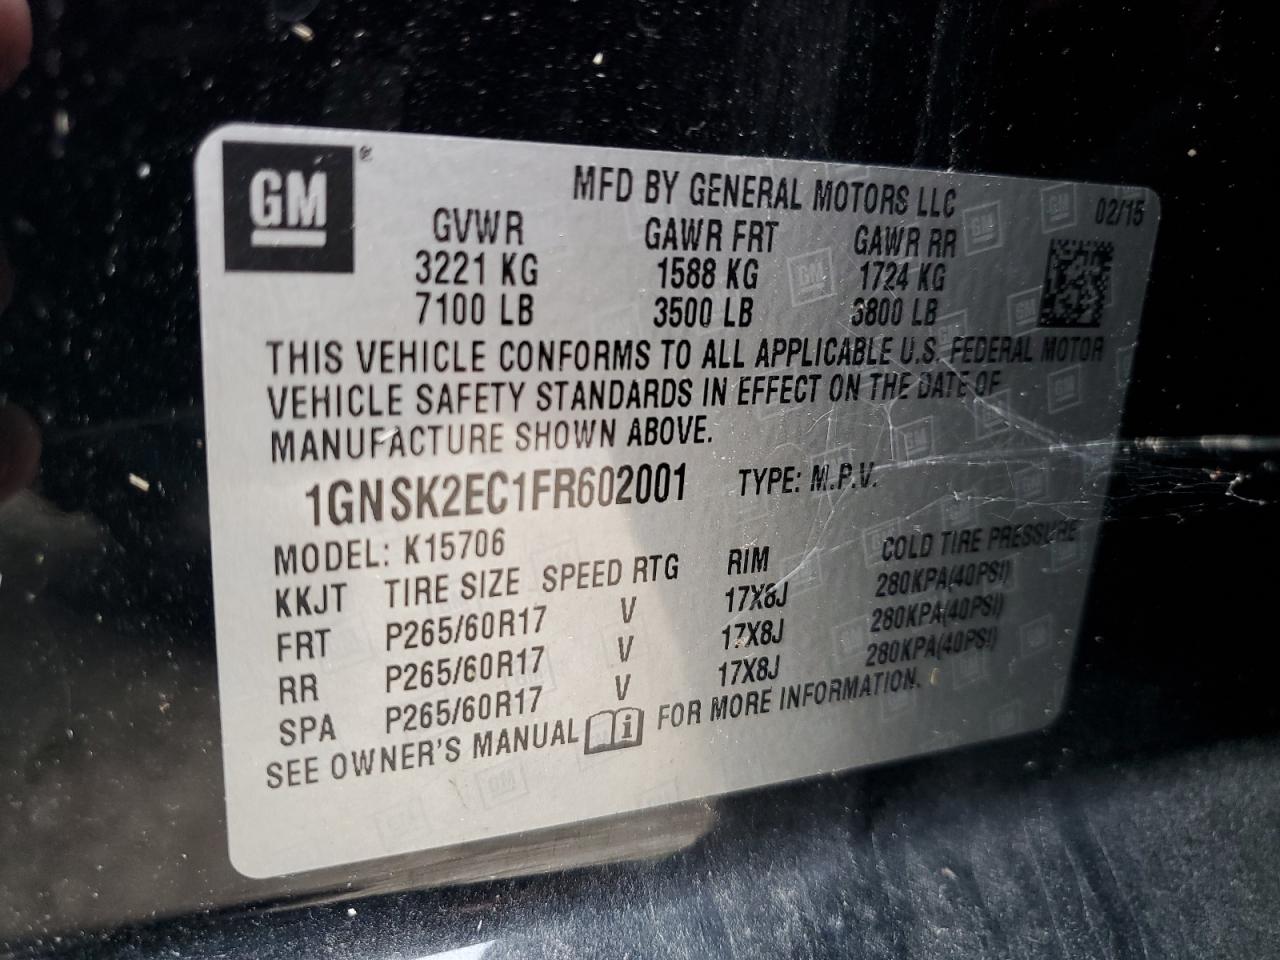 GM ®
MFD BY GENERAL MOTORS LLC
02/15
GVWR GAWR FRT GAWR RR
3221 KG 1588 KG 1724 KG
7100 LB 3500 LB 3800 LB
THIS VEHICLE CONFORMS TO ALL APPLICABLE U.S. FEDERAL MOTOR
VEHICLE SAFETY STANDARDS IN EFFECT ON THE DATE OF
MANUFACTURE SHOWN ABOVE.
1GNSK2EC1FR602001 TYPE: M.P.V.
MODEL: K15706
KKJT TIRE SIZE SPEED RTG RIM COLD TIRE PRESSURE
FRT P265/60R17 V 17X8J 280KPA(40PSI)
RR P265/60R17 V 17X8J 280KPA(40PSI)
SPA P265/60R17 V 17X8J 280KPA(40PSI)
SEE OWNER'S MANUAL i FOR MORE INFORMATION.